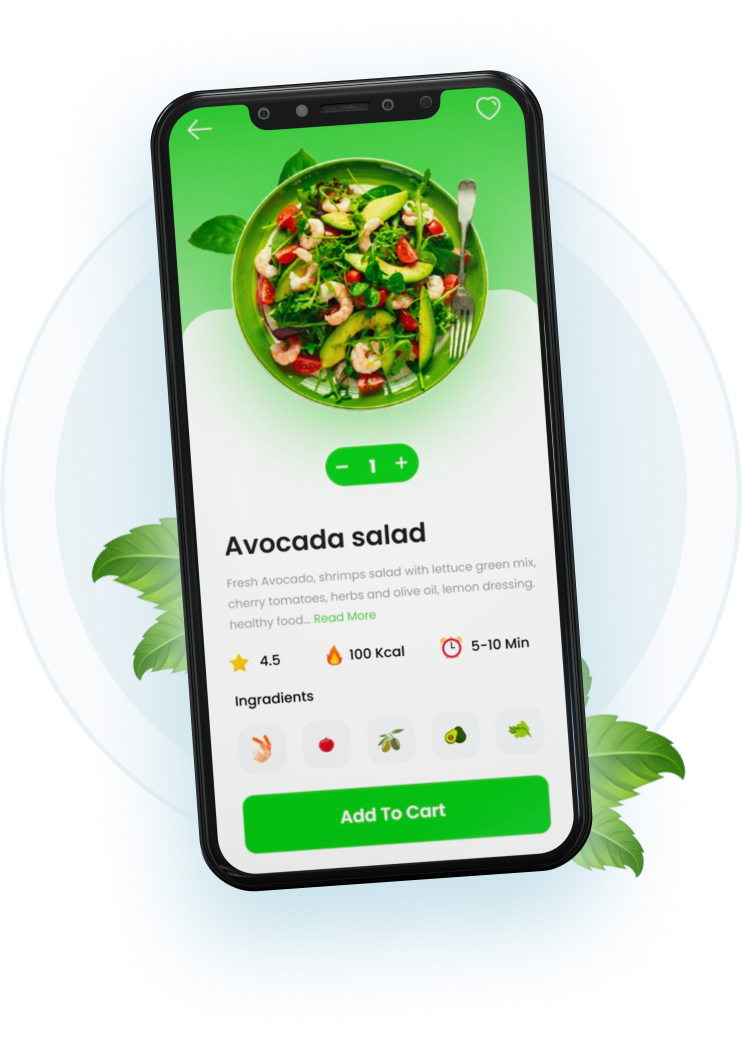 − 1 +
Avocada salad
Fresh Avocado, shrimps salad with lettuce green mix,
cherry tomatoes, herbs and olive oil, lemon dressing.
healthy food... Read More
4.5 100 Kcal 5-10 Min
Ingradients
Add To Cart